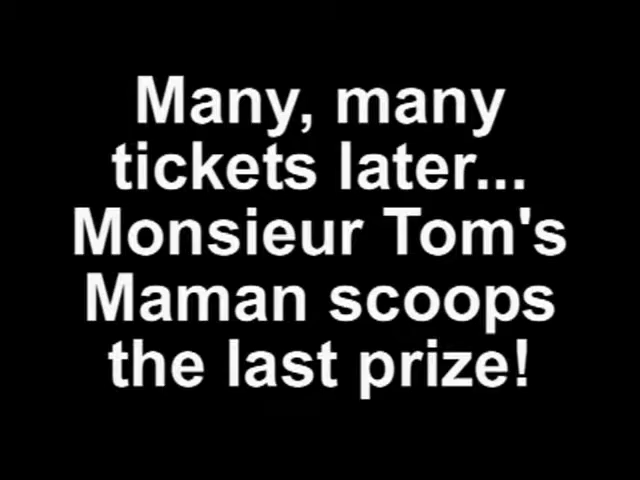 Many, many
tickets later...
Monsieur Tom's
Maman scoops
the last prize!